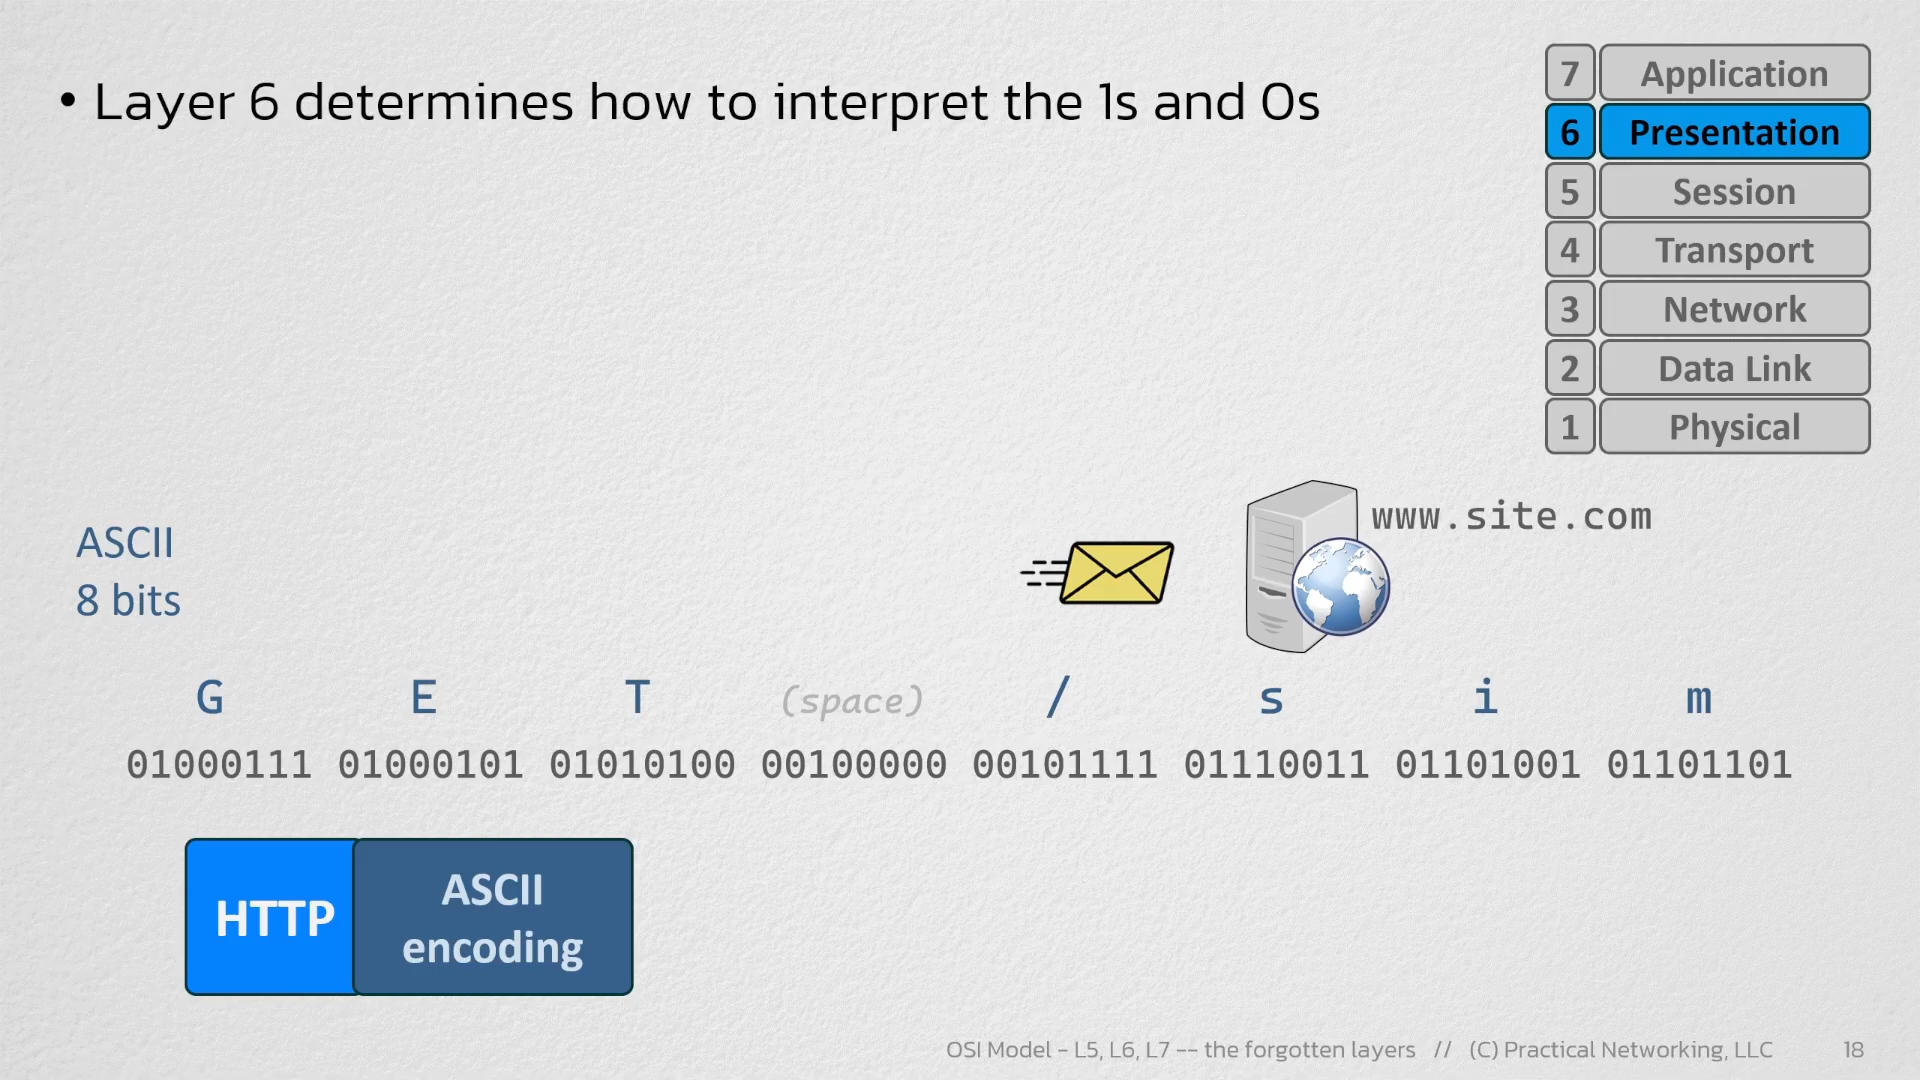 • Layer 6 determines how to interpret the 1s and 0s
7 Application
6 Presentation
5 Session
4 Transport
3 Network
2 Data Link
1 Physical
www.site.com
ASCII
8 bits
G E T (space) / s i m
01000111 01000101 01010100 00100000 00101111 01110011 01101001 01101101
HTTP
ASCII
encoding
OSI Model - L5, L6, L7 -- the forgotten layers // (C) Practical Networking, LLC 18